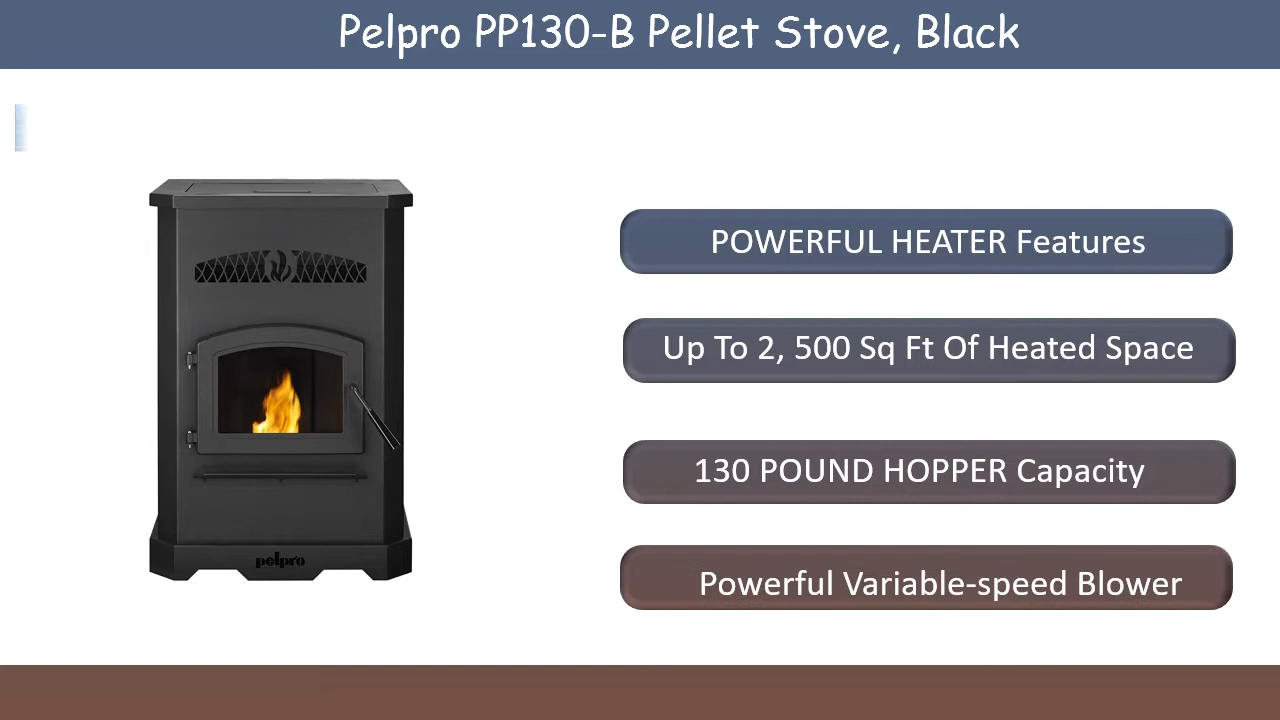 Pelpro PP130-B Pellet Stove, Black
POWERFUL HEATER Features
Up To 2, 500 Sq Ft Of Heated Space
130 POUND HOPPER Capacity
Powerful Variable-speed Blower
pelpro